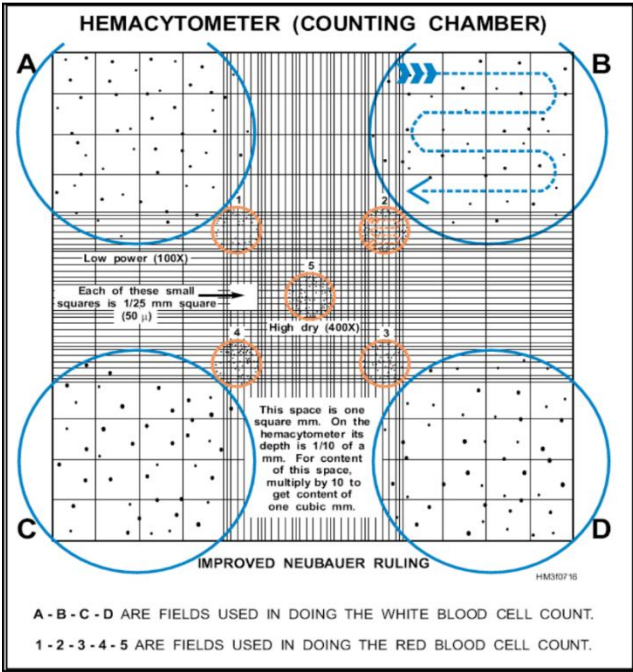 HEMACYTOMETER (COUNTING CHAMBER)
A
B
1
2
Low power (100X)
5
Each of these small
squares is 1/25 mm square
(50 μ)
High dry (400X)
4
3
This space is one
square mm. On the
hemacytometer its
depth is 1/10 of a
mm. For content
of this space,
multiply by 10 to
get content of
one cubic mm.
C
D
IMPROVED NEUBAUER RULING
HM3f0716
A - B - C - D ARE FIELDS USED IN DOING THE WHITE BLOOD CELL COUNT.
1 - 2 - 3 - 4 - 5 ARE FIELDS USED IN DOING THE RED BLOOD CELL COUNT.